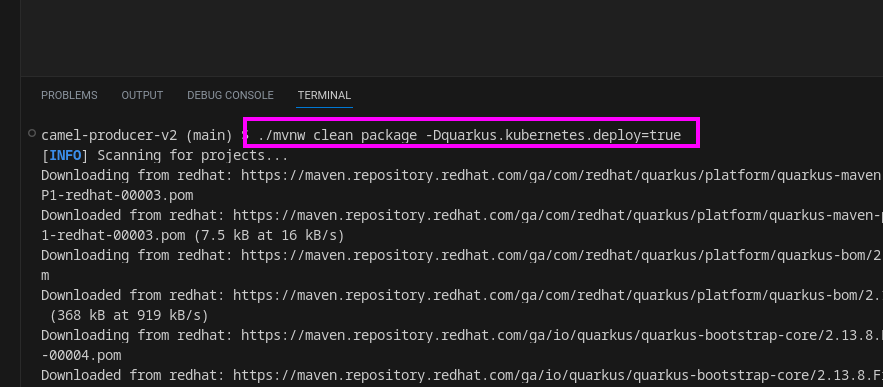 PROBLEMS OUTPUT DEBUG CONSOLE TERMINAL
camel-producer-v2 (main) $ ./mvnw clean package -Dquarkus.kubernetes.deploy=true
[INFO] Scanning for projects...
Downloading from redhat: https://maven.repository.redhat.com/ga/com/redhat/quarkus/platform/quarkus-maven
P1-redhat-00003.pom
Downloaded from redhat: https://maven.repository.redhat.com/ga/com/redhat/quarkus/platform/quarkus-maven-p
1-redhat-00003.pom (7.5 kB at 16 kB/s)
Downloading from redhat: https://maven.repository.redhat.com/ga/com/redhat/quarkus/platform/quarkus-bom/2
m
Downloaded from redhat: https://maven.repository.redhat.com/ga/com/redhat/quarkus/platform/quarkus-bom/2.
(368 kB at 919 kB/s)
Downloading from redhat: https://maven.repository.redhat.com/ga/io/quarkus/quarkus-bootstrap-core/2.13.8.F
-00004.pom
Downloaded from redhat: https://maven.repository.redhat.com/ga/io/quarkus/quarkus-bootstrap-core/2.13.8.F